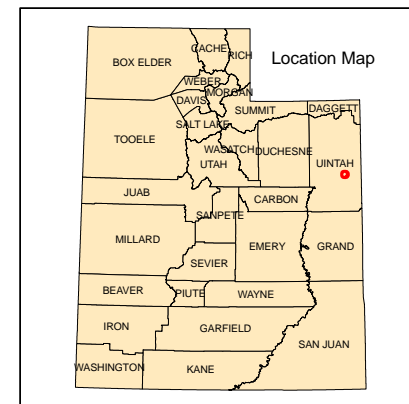 Location Map
CACHE
RICH
BOX ELDER
WEBER
MORGAN
DAVIS
SUMMIT
DAGGETT
SALT LAKE
TOOELE
WASATCH
DUCHESNE
UTAH
UINTAH
JUAB
CARBON
SANPETE
MILLARD
EMERY
GRAND
SEVIER
BEAVER
PIUTE
WAYNE
IRON
GARFIELD
SAN JUAN
WASHINGTON
KANE